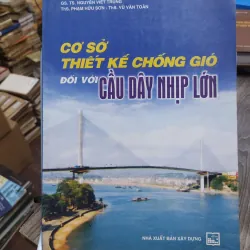 GS. TS. NGUYỄN VIẾT TRUNG
THS. PHẠM HỮU SƠN - THS. VŨ VĂN TOẢN
CƠ SỞ
THIẾT KẾ CHỐNG GIÓ
ĐỐI VỚI CẦU DÂY NHỊP LỚN
NHÀ XUẤT BẢN XÂY DỰNG